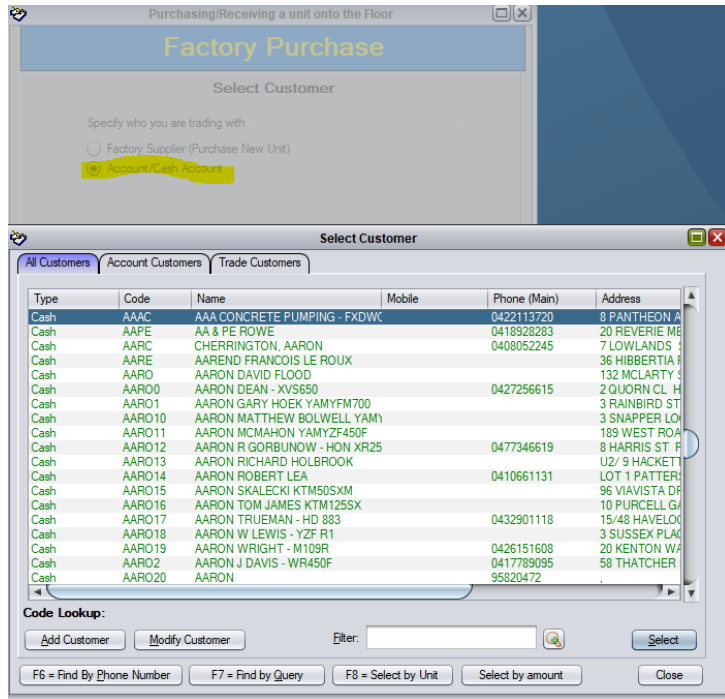 Purchasing/Receiving a unit onto the Floor
Factory Purchase
Select Customer
Specify who you are trading with
Factory Supplier (Purchase New Unit)
Account/Cash Account
Select Customer
All Customers Account Customers Trade Customers
Type Code Name Mobile Phone (Main) Address
Cash AAAC AAA CONCRETE PUMPING - FXDWC 0422113720 8 PANTHEON A
Cash AAPE AA & PE ROWE 0418928283 20 REVERIE ME
Cash AARC CHERRINGTON, AARON 0408052245 7 LOWLANDS
Cash AARE AAREND FRANCOIS LE ROUX 36 HIBBERTIA
Cash AARO AARON DAVID FLOOD 132 MCLARTY S
Cash AARO0 AARON DEAN - XVS650 0427256615 2 QUORN CL H
Cash AARO1 AARON GARY HOEK YAMYFM700 3 RAINBIRD ST
Cash AARO10 AARON MATTHEW BOLWELL YAMY 3 SNAPPER LO
Cash AARO11 AARON MCMAHON YAMYZF450F 189 WEST ROA
Cash AARO12 AARON R GORBUNOW - HON XR25 0477346619 8 HARRIS ST
Cash AARO13 AARON RICHARD HOLBROOK U2/ 9 HACKETT
Cash AARO14 AARON ROBERT LEA 0410661131 LOT 1 PATTERS
Cash AARO15 AARON SKALECKI KTM50SXM 96 VIAVISTA DR
Cash AARO16 AARON TOM JAMES KTM125SX 10 PURCELL GA
Cash AARO17 AARON TRUEMAN - HD 883 0432901118 15/48 HAVELOC
Cash AARO18 AARON W LEWIS - YZF R1 3 SUSSEX PLAC
Cash AARO19 AARON WRIGHT - M109R 0426151608 20 KENTON WA
Cash AARO2 AARON J DAVIS - WR450F 0417789095 58 THATCHER
Cash AARO20 AARON 95820472 ,
Code Lookup:
Add Customer Modify Customer Filter: Select
F6 = Find By Phone Number F7 = Find by Query F8 = Select by Unit Select by amount Close